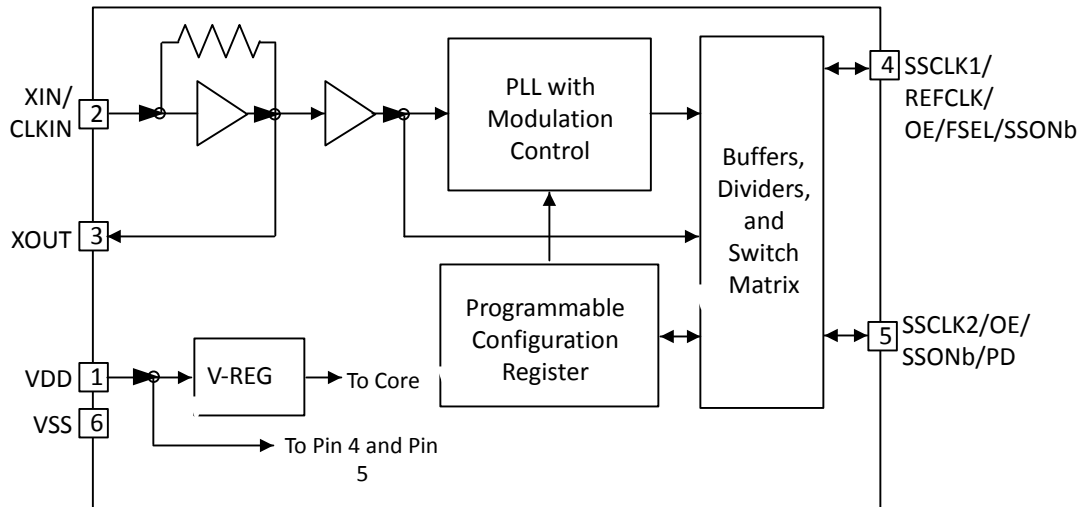 XIN/
CLKIN
2
XOUT
3
VDD
1
VSS
6
PLL with
Modulation
Control
Programmable
Configuration
Register
V-REG
To Core
To Pin 4 and Pin
5
Buffers,
Dividers,
and
Switch
Matrix
4
SSCLK1/
REFCLK/
OE/FSEL/SSONb
5
SSCLK2/OE/
SSONb/PD